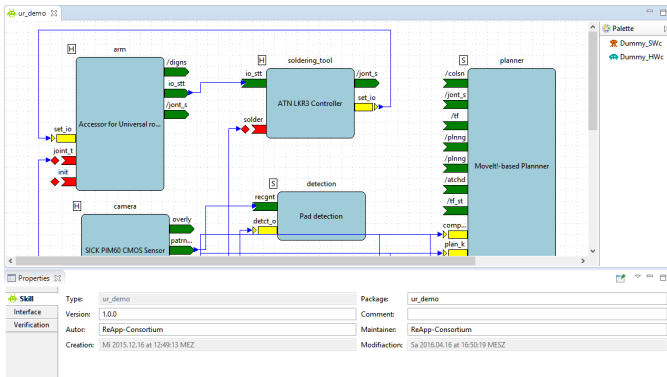 ur_demo
Palette
Dummy_SWc
Dummy_HWc
H
arm
/digns
io_stt
/jont_s
Accessor for Universal ro...
set_io
joint_t
init
H
soldering_tool
io_stt
/jont_s
ATN LKR3 Controller
set_io
solder
S
planner
/colsn
/jont_s
/tf
/plnng
/plnng
/atchd
/tf_st
comp...
plan_k
MoveIt!-based Plannner
S
detection
recgnt
detct_o
Pad detection
H
camera
overly
patrn...
SICK PIM60 CMOS Sensor
Properties
Skill
Interface
Verification
Type: ur_demo Package: ur_demo
Version: 1.0.0 Comment:
Autor: ReApp-Consortium Maintainer: ReApp-Consortium
Creation: Mi 2015.12.16 at 12:49:13 MEZ Modifiaction: Sa 2016.04.16 at 16:50:19 MESZ